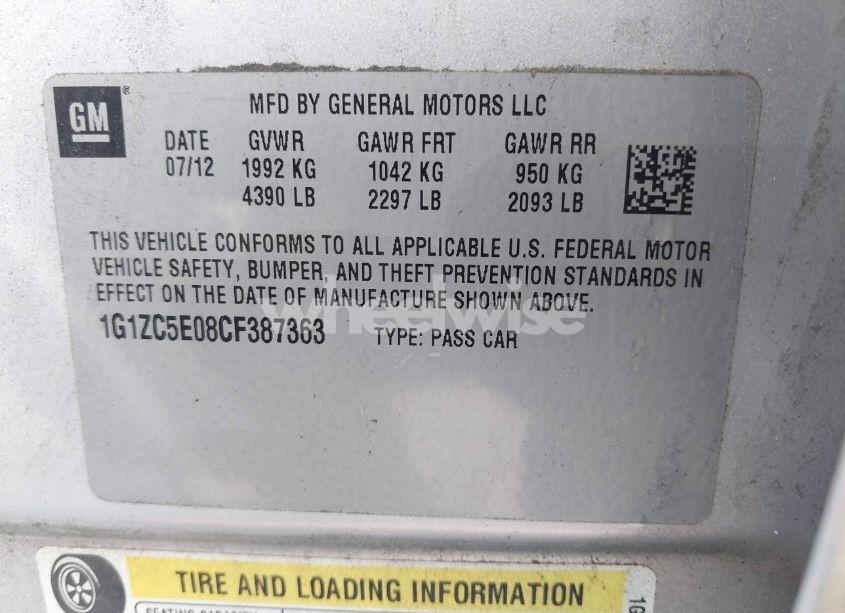 GM
MFD BY GENERAL MOTORS LLC
DATE GVWR GAWR FRT GAWR RR
07/12 1992 KG 1042 KG 950 KG
4390 LB 2297 LB 2093 LB
THIS VEHICLE CONFORMS TO ALL APPLICABLE U.S. FEDERAL MOTOR
VEHICLE SAFETY, BUMPER, AND THEFT PREVENTION STANDARDS IN
EFFECT ON THE DATE OF MANUFACTURE SHOWN ABOVE.
wheelwise
1G1ZC5E08CF387363 TYPE: PASS CAR
TIRE AND LOADING INFORMATION
1G